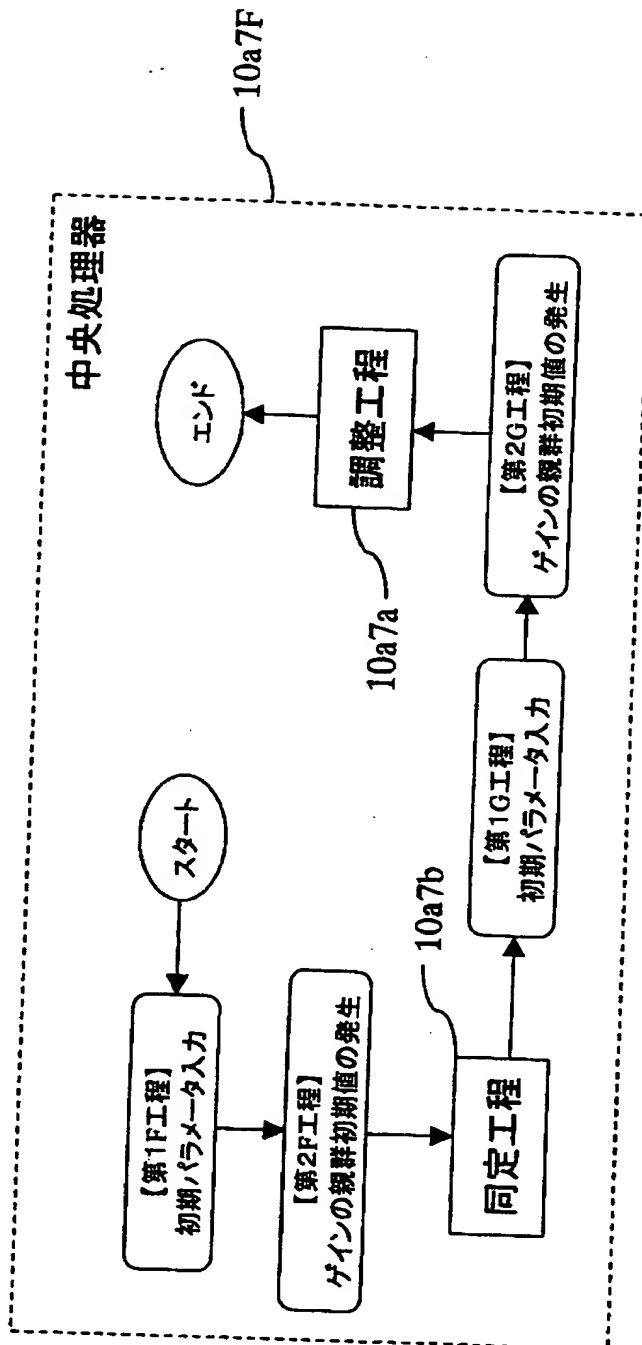 中央処理器
10a7F
スタート
【第1F工程】
初期パラメータ入力
【第2F工程】
ゲインの親群初期値の発生
同定工程
10a7b
【第1G工程】
初期パラメータ入力
【第2G工程】
ゲインの親群初期値の発生
調整工程
10a7a
エンド